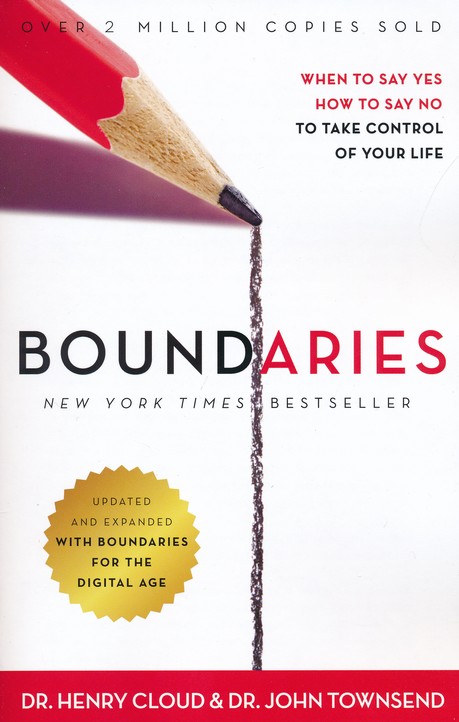 OVER 2 MILLION COPIES SOLD
WHEN TO SAY YES
HOW TO SAY NO
TO TAKE CONTROL
OF YOUR LIFE
BOUNDARIES
NEW YORK TIMES BESTSELLER
UPDATED
AND EXPANDED
WITH BOUNDARIES
FOR THE
DIGITAL AGE
DR. HENRY CLOUD & DR. JOHN TOWNSEND